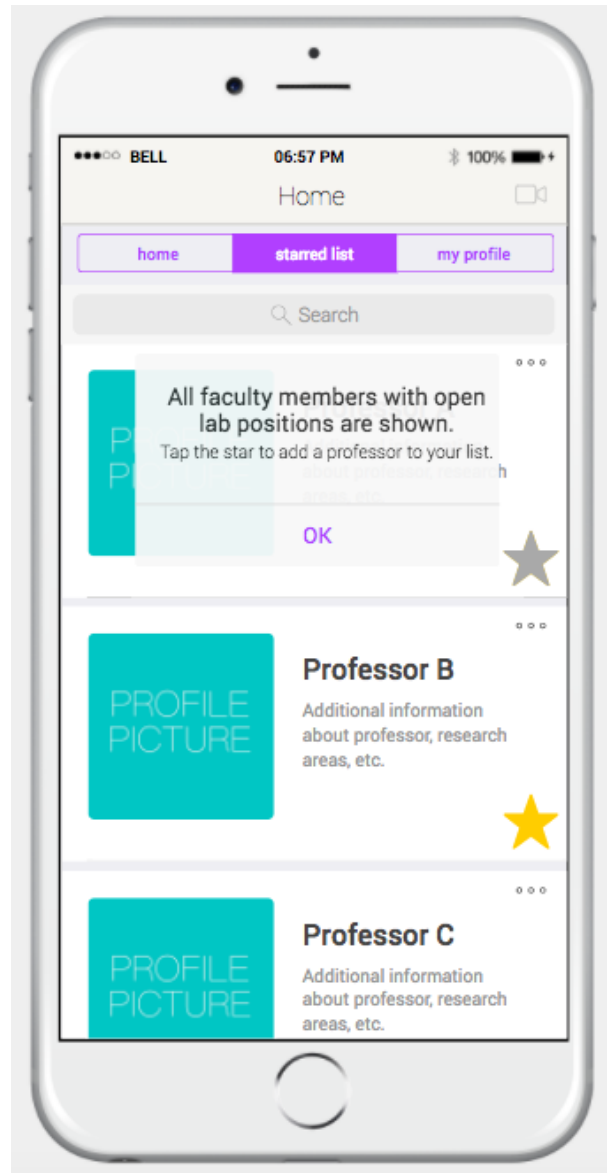 BELL 06:57 PM 100%
Home
home starred list my profile
Search
All faculty members with open
lab positions are shown.
Tap the star to add a professor to your list.
OK
PROFILE
PICTURE
Professor B
Additional information
about professor, research
areas, etc.
PROFILE
PICTURE
Professor C
Additional information
about professor, research
areas, etc.